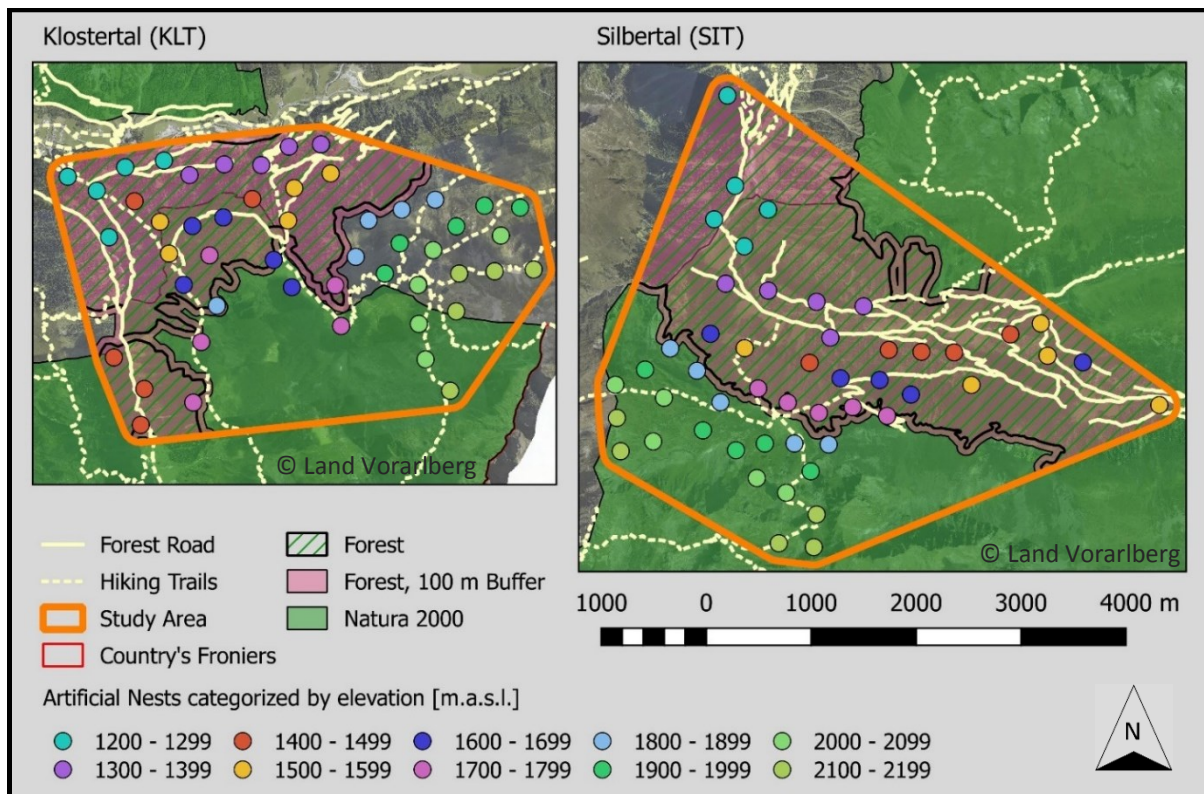 Klostertal (KLT)
Silbertal (SIT)
© Land Vorarlberg
© Land Vorarlberg
Forest Road
Hiking Trails
Study Area
Country's Froniers
Forest
Forest, 100 m Buffer
Natura 2000
1000 0 1000 2000 3000 4000 m
Artificial Nests categorized by elevation [m.a.s.l.]
1200 - 1299 1400 - 1499 1600 - 1699 1800 - 1899 2000 - 2099
1300 - 1399 1500 - 1599 1700 - 1799 1900 - 1999 2100 - 2199
N